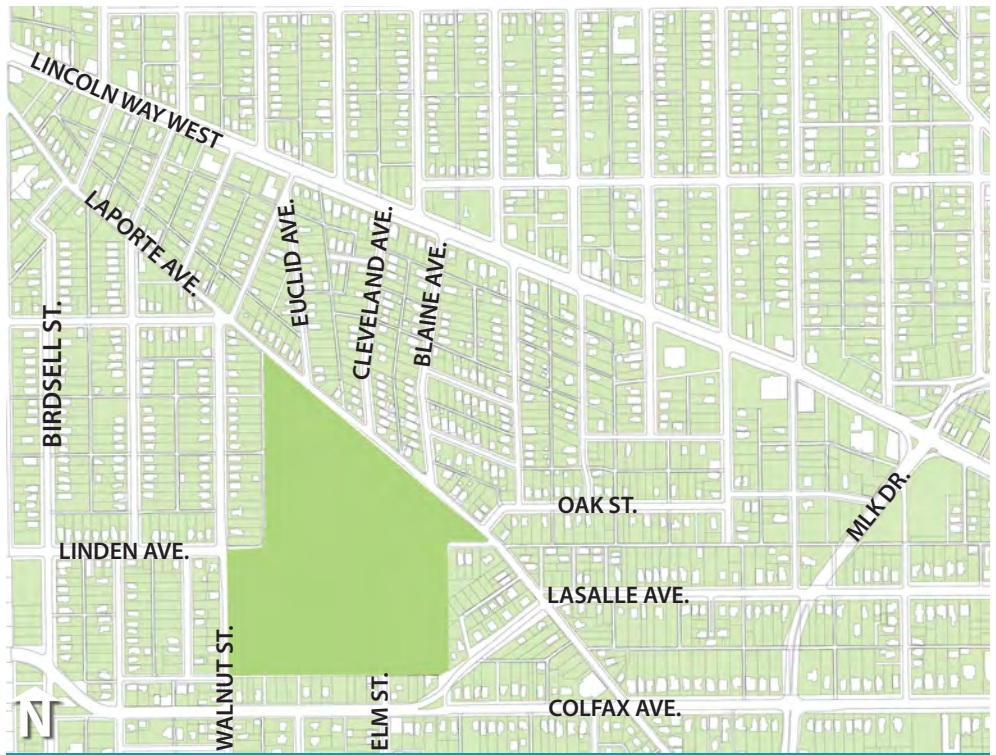 LINCOLN WAY WEST
LAPORTE AVE.
EUCLID AVE.
CLEVELAND AVE.
BLAINE AVE.
BIRDSELL ST.
OAK ST.
MLK DR.
LINDEN AVE.
LASALLE AVE.
WALNUT ST.
ELM ST.
COLFAX AVE.
N